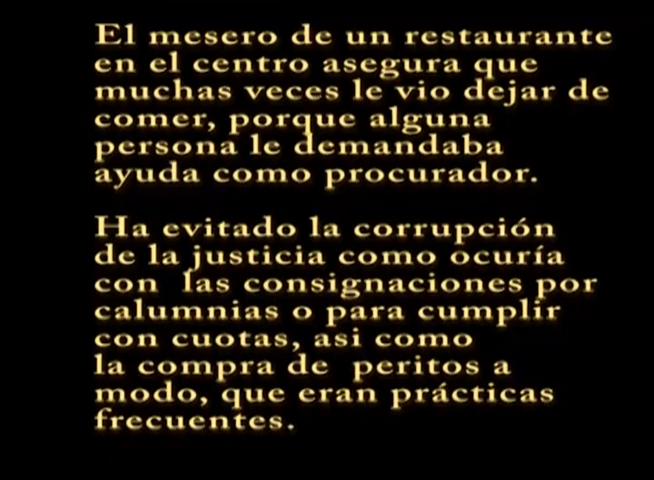 El mesero de un restaurante
en el centro asegura que
muchas veces le vio dejar de
comer, porque alguna
persona le demandaba
ayuda como procurador.
Ha evitado la corrupción
de la justicia como ocuría
con las consignaciones por
calumnias o para cumplir
con cuotas, asi como
la compra de peritos a
modo, que eran prácticas
frecuentes.